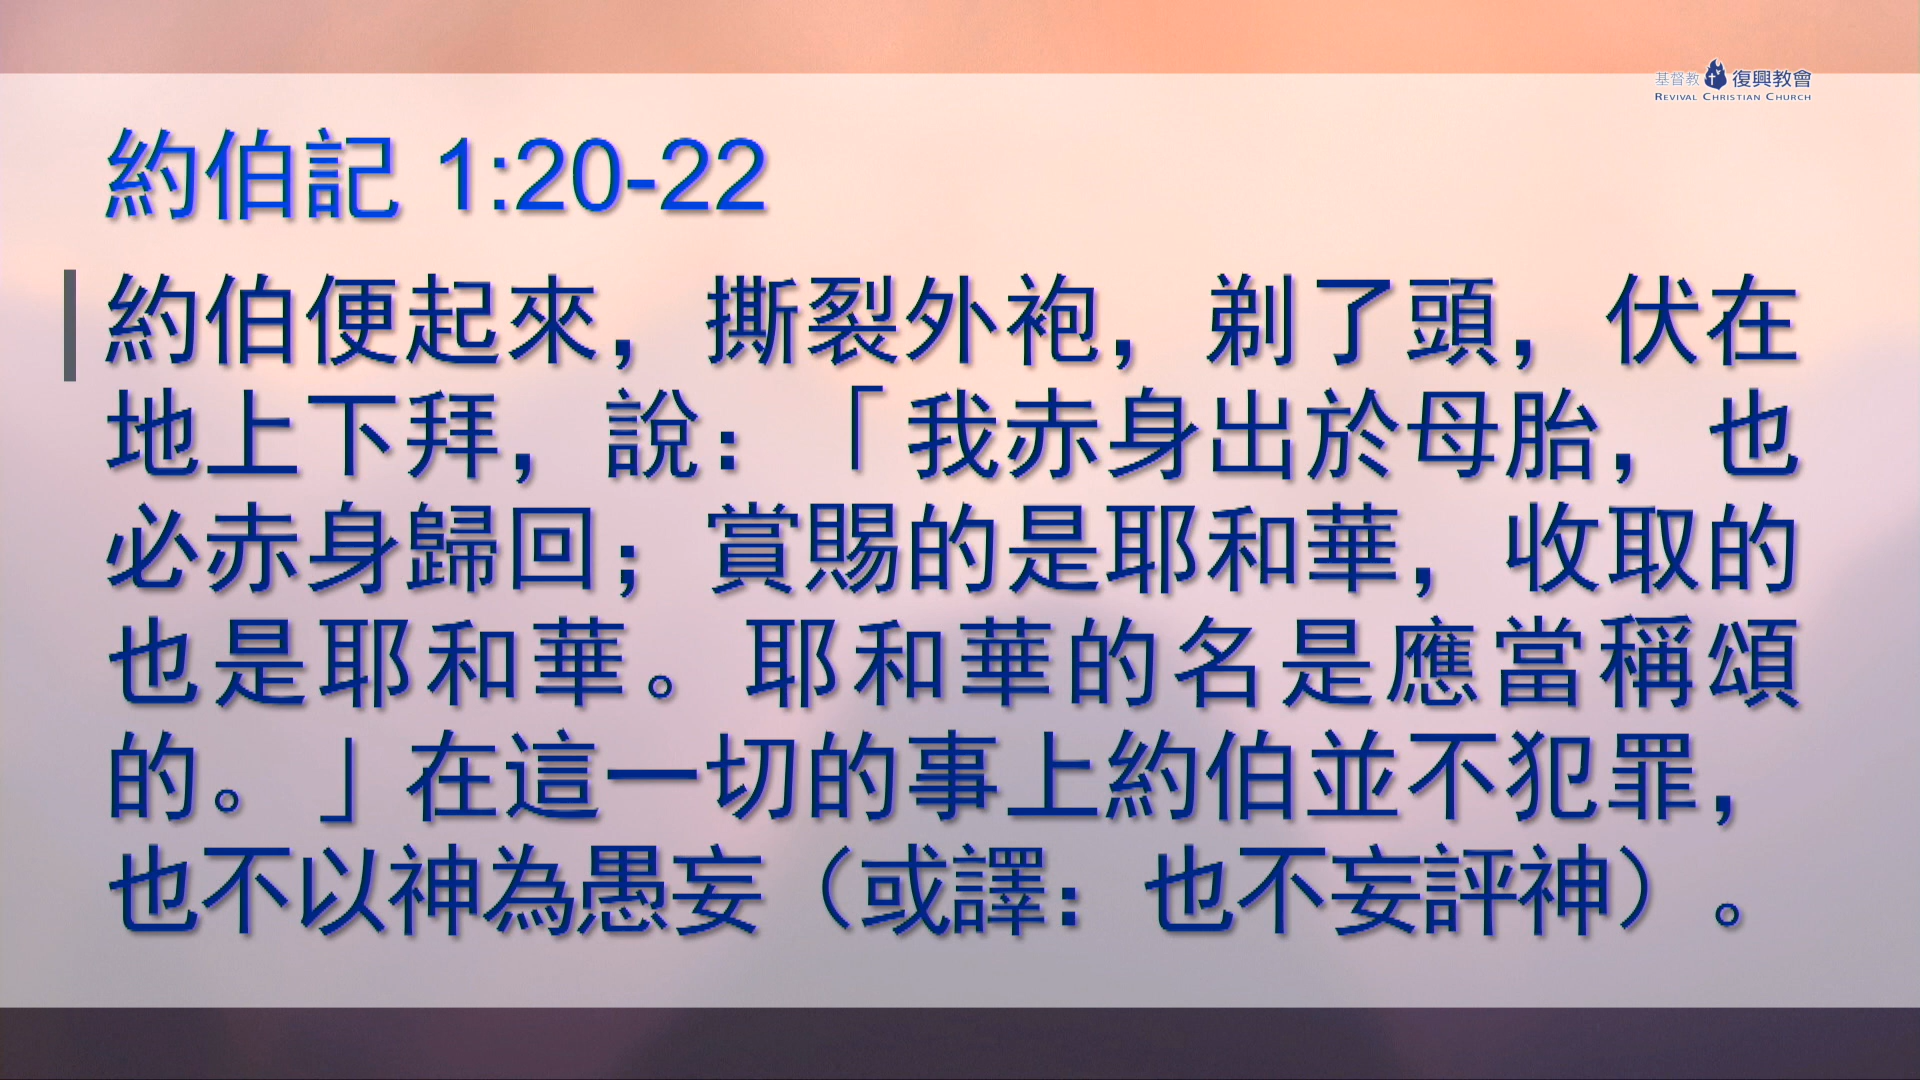 基督教 復興教會
REVIVAL CHRISTIAN CHURCH
約伯記 1:20-22
約伯便起來，撕裂外袍，剃了頭，伏在
地上下拜，說：「我赤身出於母胎，也
必赤身歸回；賞賜的是耶和華，收取的
也是耶和華。耶和華的名是應當稱頌
的。」在這一切的事上約伯並不犯罪，
也不以神為愚妄（或譯：也不妄評神）。